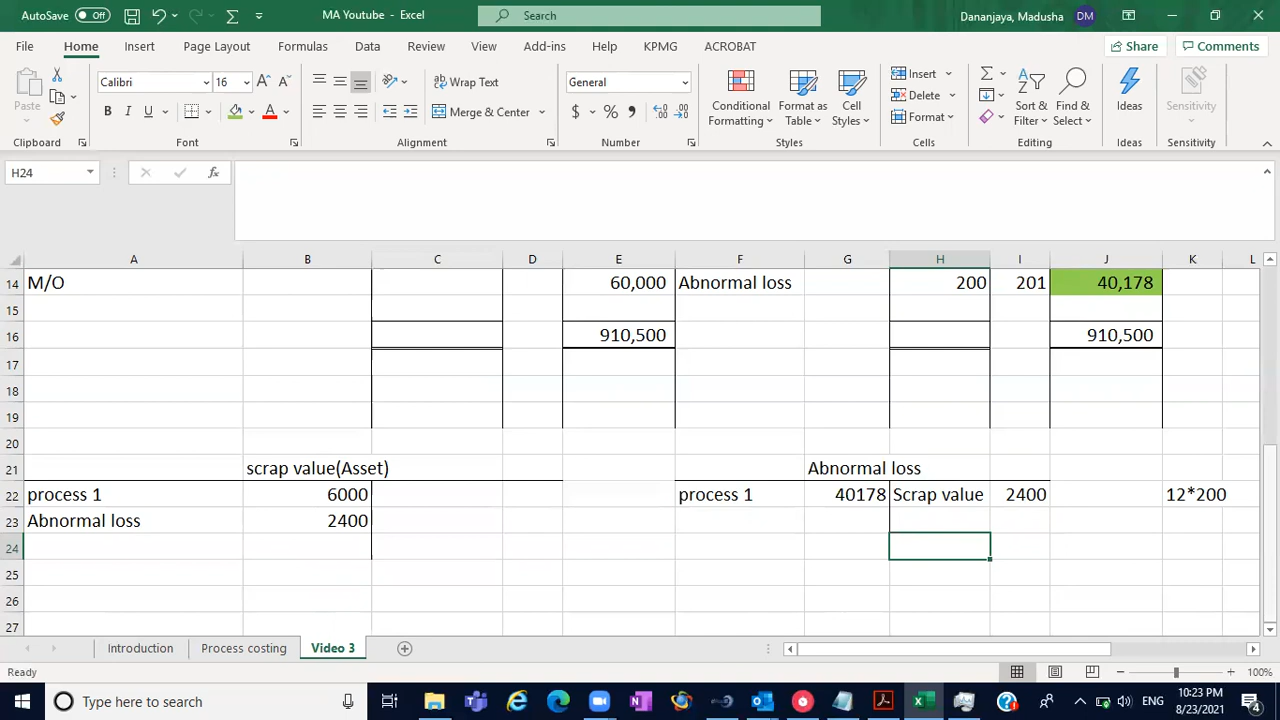 AutoSave Off MA Youtube - Excel Search Dananjaya, Madusha DM
File Home Insert Page Layout Formulas Data Review View Add-ins Help KPMG ACROBAT Share Comments
Paste Calibri 16 A A Wrap Text General Insert
B I U A Merge & Center $ % , Conditional Formatting Format as Table Cell Styles Delete Format Sort & Filter Find & Select Ideas Sensitivity
Clipboard Font Alignment Number Styles Cells Editing Ideas Sensitivity
H24 fx
A B C D E F G H I J K L
14 M/O 60,000 Abnormal loss 200 201 40,178
15
16 910,500 910,500
17
18
19
20
21 scrap value(Asset) Abnormal loss
22 process 1 6000 process 1 40178 Scrap value 2400 12*200
23 Abnormal loss 2400
24
25
26
27
Introduction Process costing Video 3
Ready 100%
Type here to search ENG 10:23 PM
8/23/2021 4